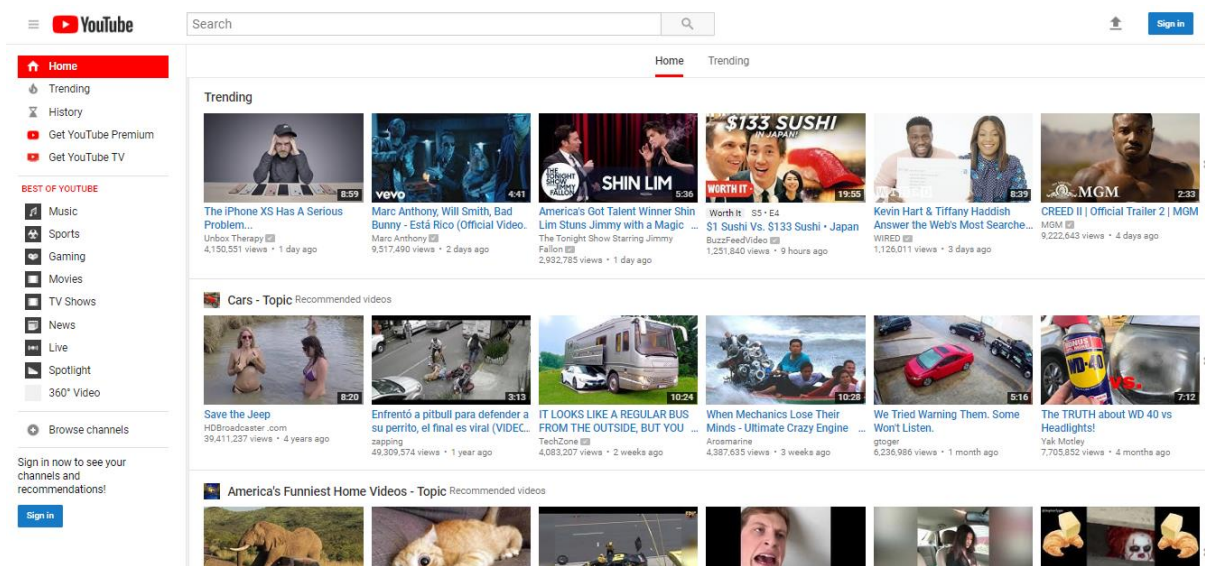 YouTube
Search
Sign in
Home
Trending
History
Get YouTube Premium
Get YouTube TV
BEST OF YOUTUBE
Music
Sports
Gaming
Movies
TV Shows
News
Live
Spotlight
360° Video
Browse channels
Sign in now to see your
channels and
recommendations!
Sign in
Home Trending
Trending
8:59
The iPhone XS Has A Serious
Problem...
Unbox Therapy
4,150,551 views • 1 day ago
vevo
4:41
Marc Anthony, Will Smith, Bad
Bunny - Está Rico (Official Video.
Marc Anthony
9,517,490 views • 2 days ago
THE
TONIGHT
SHOW
JIMMY
FALLON
SHIN LIM
5:36
America's Got Talent Winner Shin
Lim Stuns Jimmy with a Magic ...
The Tonight Show Starring Jimmy
Fallon
2,932,785 views • 1 day ago
$133 SUSHI
IN JAPAN!
WORTH IT
19:55
Worth It S5 • E4
$1 Sushi Vs. $133 Sushi • Japan
BuzzFeedVideo
1,251,840 views • 9 hours ago
8:39
Kevin Hart & Tiffany Haddish
Answer the Web's Most Searche...
WIRED
1,126,011 views • 3 days ago
MGM
2:33
CREED II | Official Trailer 2 | MGM
MGM
9,222,643 views • 4 days ago
Cars - Topic Recommended videos
8:20
Save the Jeep
HDBroadcaster .com
39,411,237 views • 4 years ago
3:13
Enfrentó a pitbull para defender a
su perrito, el final es viral (VIDEC..
zapping
49,309,574 views • 1 year ago
10:24
IT LOOKS LIKE A REGULAR BUS
FROM THE OUTSIDE, BUT YOU ...
TechZone
4,083,207 views • 2 weeks ago
10:28
When Mechanics Lose Their
Minds - Ultimate Crazy Engine ...
Arosmarine
4,387,635 views • 3 weeks ago
5:16
We Tried Warning Them. Some
Won't Listen.
gtoger
6,236,986 views • 1 month ago
BONUS
WD-40
vs.
7:12
The TRUTH about WD 40 vs
Headlights!
Yak Motley
7,705,852 views • 4 months ago
America's Funniest Home Videos - Topic Recommended videos